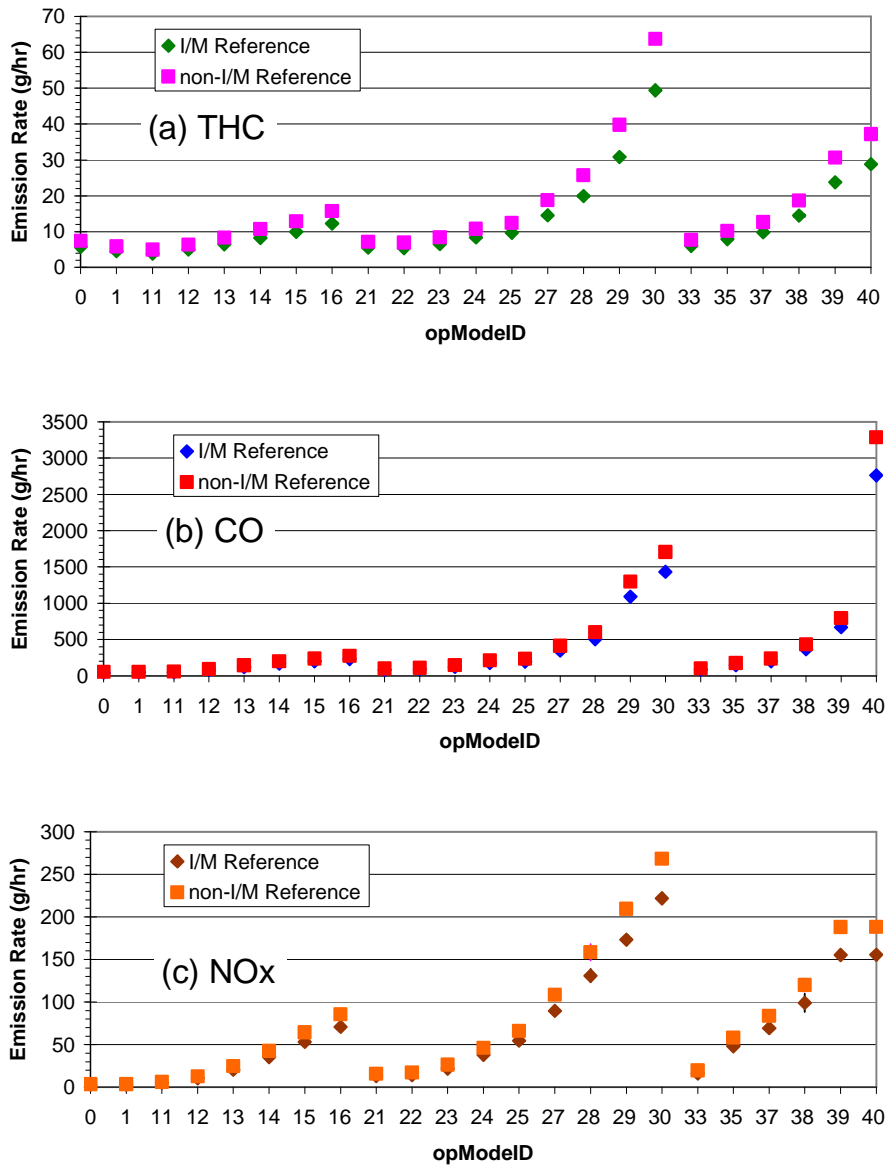 70
60
50
40
30
20
10
0
Emission Rate (g/hr)
I/M Reference
non-I/M Reference
(a) THC
0 1 11 12 13 14 15 16 21 22 23 24 25 27 28 29 30 33 35 37 38 39 40
opModeID
3500
3000
2500
2000
1500
1000
500
0
Emission Rate (g/hr)
I/M Reference
non-I/M Reference
(b) CO
0 1 11 12 13 14 15 16 21 22 23 24 25 27 28 29 30 33 35 37 38 39 40
opModeID
300
250
200
150
100
50
0
Emission Rate (g/hr)
I/M Reference
non-I/M Reference
(c) NOx
0 1 11 12 13 14 15 16 21 22 23 24 25 27 28 29 30 33 35 37 38 39 40
opModeID